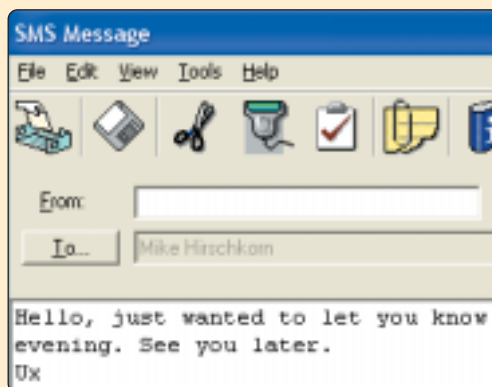 SMS Message
File Edit View Tools Help
From:
To...
Mike Hirschkorn
Hello, just wanted to let you know
evening. See you later.
Ux